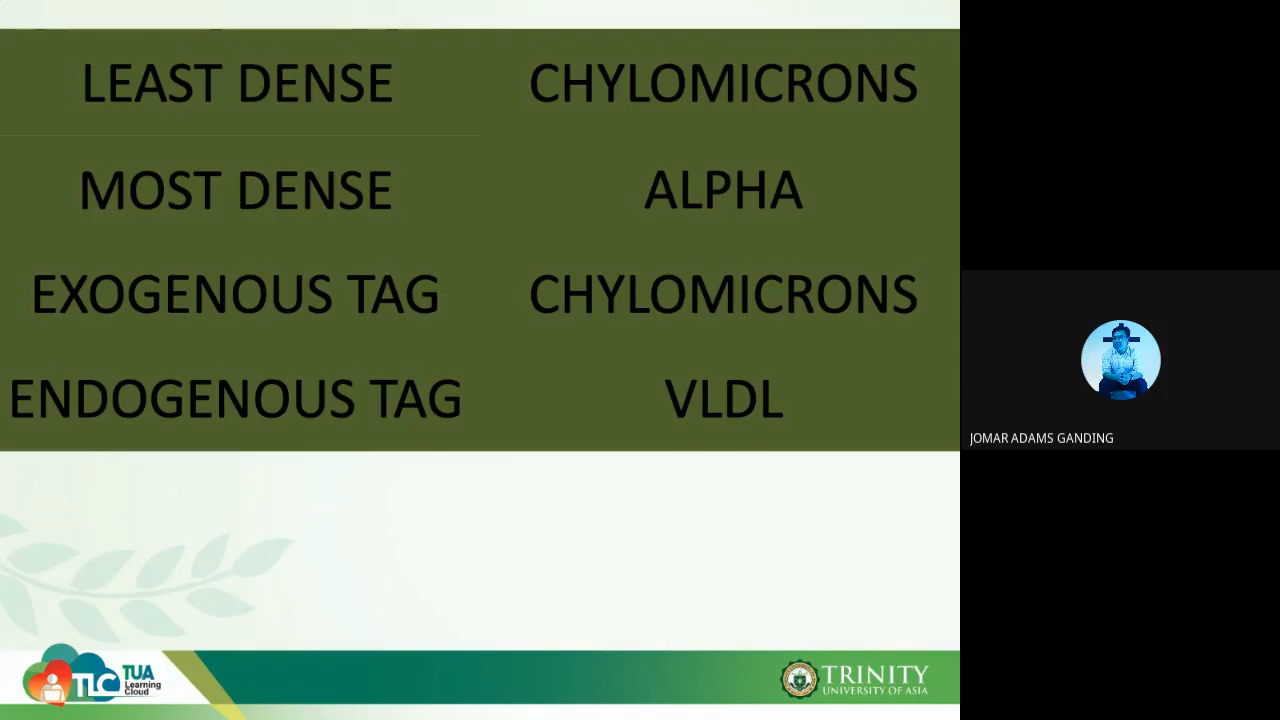 LEAST DENSE CHYLOMICRONS
MOST DENSE ALPHA
EXOGENOUS TAG CHYLOMICRONS
ENDOGENOUS TAG VLDL
JOMAR ADAMS GANDING
TLC TUA
Learning
Cloud
TRINITY
UNIVERSITY OF ASIA